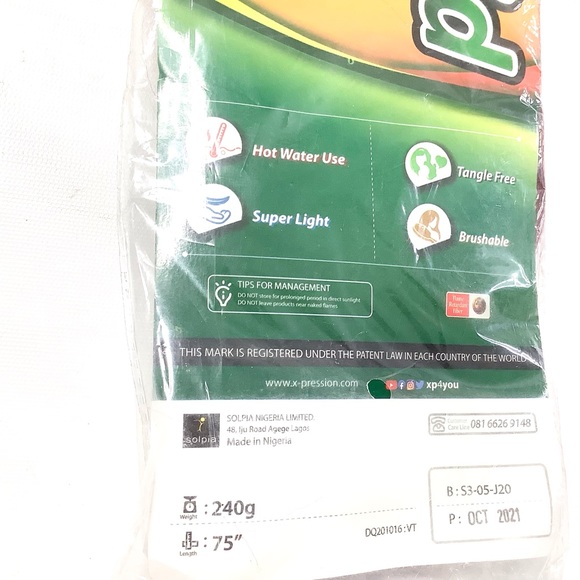 Hot Water Use
Tangle Free
Super Light
Brushable
TIPS FOR MANAGEMENT
DO NOT store for prolonged period in direct sunlight
DO NOT leave products near naked flames
THIS MARK IS REGISTERED UNDER THE PATENT LAW IN EACH COUNTRY OF THE WORLD
www.x-pression.com
xp4you
solpia
SOLPIA NIGERIA LIMITED.
48, Iju Road Agege Lagos
Made in Nigeria
Customer
Care Line
081 6626 9148
Weight : 240g
Length : 75”
DQ201016:VT
B : S3-05-J20
P : OCT 2021